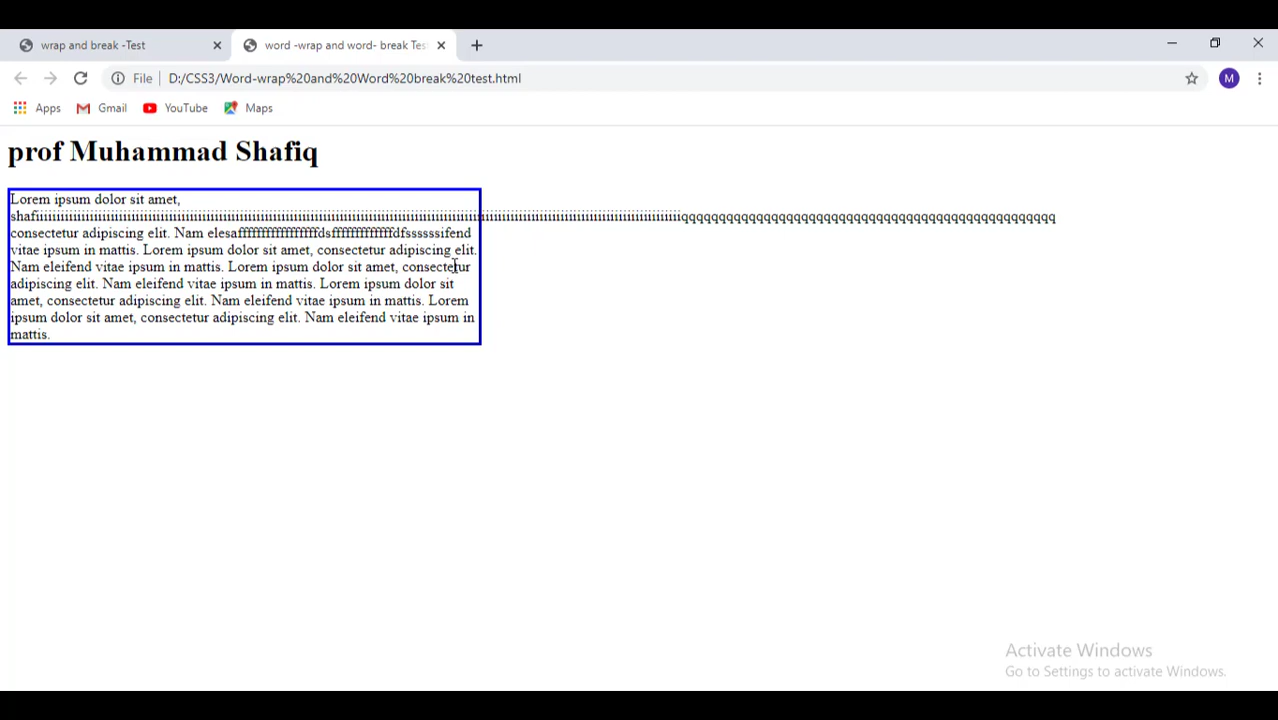 wrap and break -Test
word -wrap and word- break Tes
File
D:/CSS3/Word-wrap%20and%20Word%20break%20test.html
M
Apps Gmail YouTube Maps
prof Muhammad Shafiq
Lorem ipsum dolor sit amet,
consectetur adipiscing elit. Nam
vitae ipsum in mattis. Lorem ipsum dolor sit amet, consectetur adipiscing elit.
Nam eleifend vitae ipsum in mattis. Lorem ipsum dolor sit amet, consectetur
adipiscing elit. Nam eleifend vitae ipsum in mattis. Lorem ipsum dolor sit
amet, consectetur adipiscing elit. Nam eleifend vitae ipsum in mattis. Lorem
ipsum dolor sit amet, consectetur adipiscing elit. Nam eleifend vitae ipsum in
mattis.
Activate Windows
Go to Settings to activate Windows.